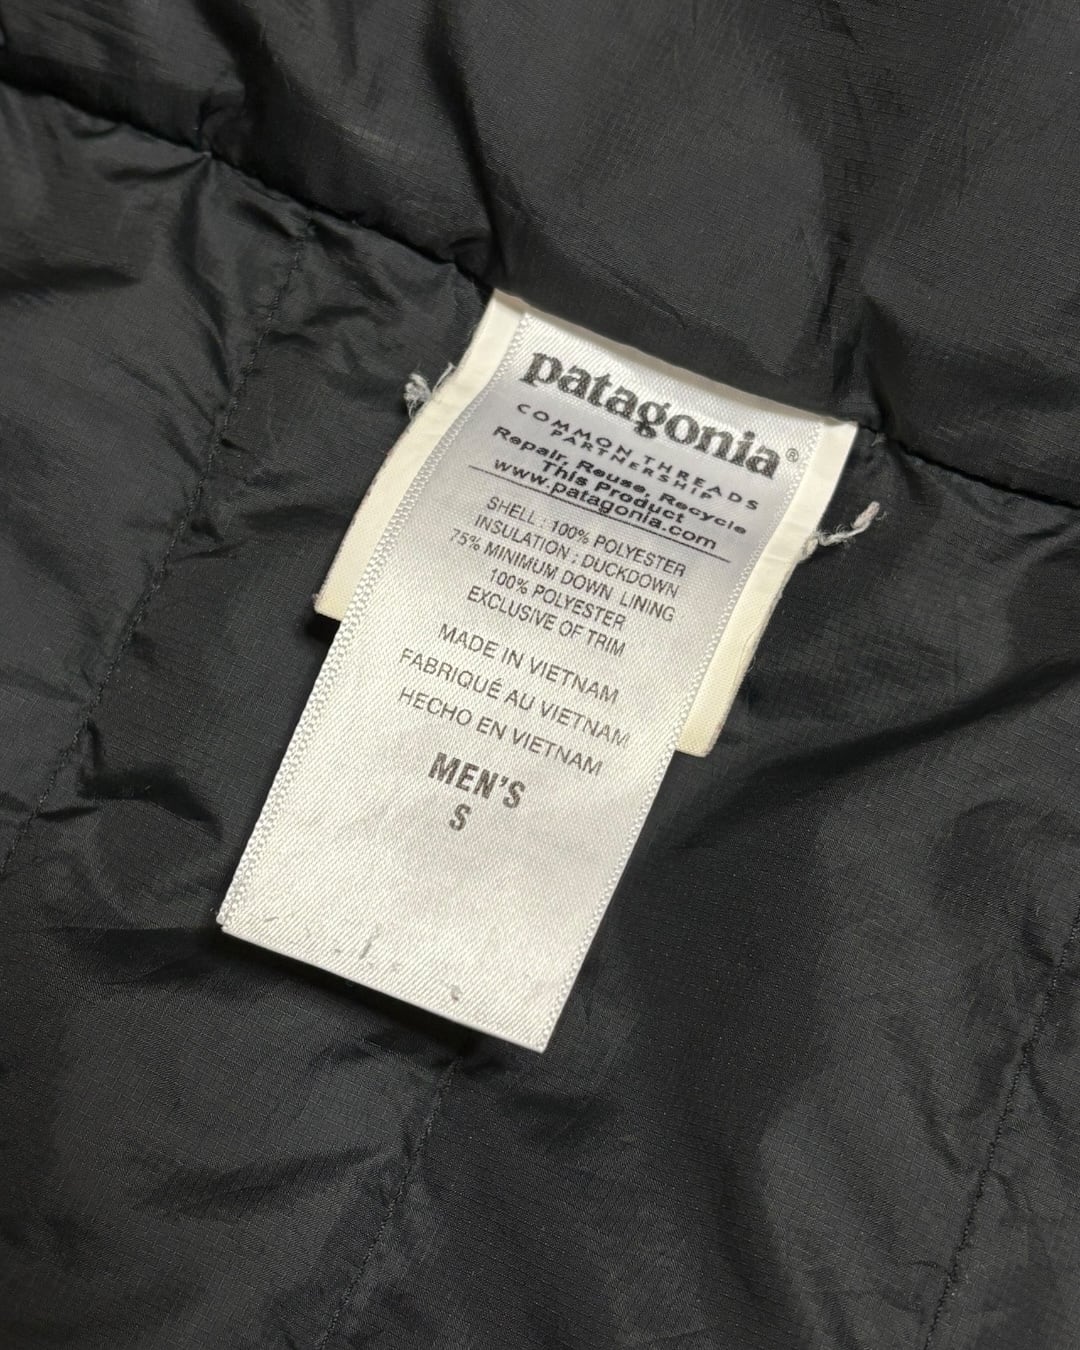 patagonia®
COMMON THREADS
PARTNERSHIP
Repair, Reuse, Recycle
This Product
www.patagonia.com
SHELL : 100% POLYESTER
INSULATION : DUCKDOWN
75% MINIMUM DOWN LINING
100% POLYESTER
EXCLUSIVE OF TRIM
MADE IN VIETNAM
FABRIQUÉ AU VIETNAM
HECHO EN VIETNAM
MEN'S
S